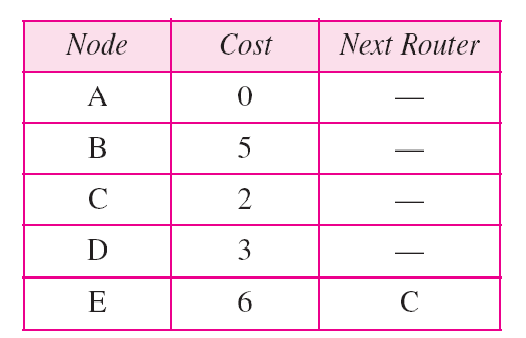 Node Cost Next Router
A 0 —
B 5 —
C 2 —
D 3 —
E 6 C